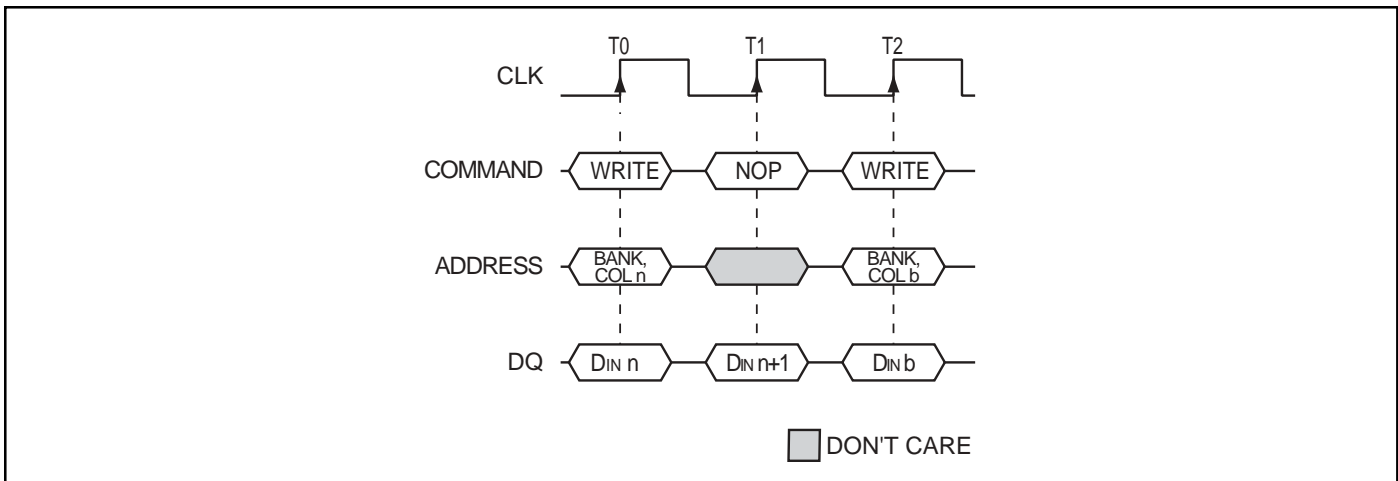 T0 T1 T2
CLK
COMMAND WRITE NOP WRITE
ADDRESS BANK, COL n BANK, COL b
DQ DIN n DIN n+1 DIN b
DON'T CARE